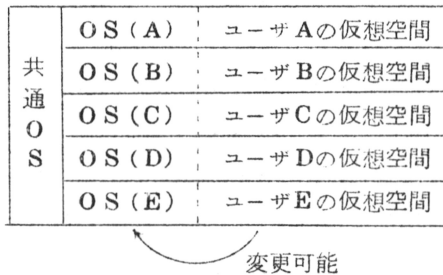 共通OS
OS(A) ユーザAの仮想空間
OS(B) ユーザBの仮想空間
OS(C) ユーザCの仮想空間
OS(D) ユーザDの仮想空間
OS(E) ユーザEの仮想空間
変更可能